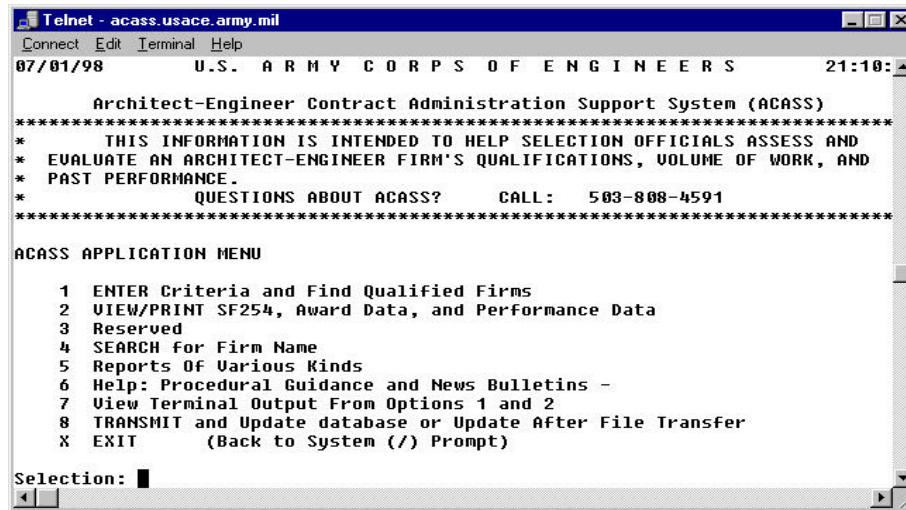 Telnet - acass.usace.army.mil
Connect Edit Terminal Help
07/01/98 U.S. A R M Y C O R P S O F E N G I N E E R S 21:10:
Architect-Engineer Contract Administration Support System (ACASS)
************************************************************************************
* THIS INFORMATION IS INTENDED TO HELP SELECTION OFFICIALS ASSESS AND
* EVALUATE AN ARCHITECT-ENGINEER FIRM'S QUALIFICATIONS, VOLUME OF WORK, AND
* PAST PERFORMANCE.
* QUESTIONS ABOUT ACASS? CALL: 503-808-4591
************************************************************************************
ACASS APPLICATION MENU
1 ENTER Criteria and Find Qualified Firms
2 VIEW/PRINT SF254, Award Data, and Performance Data
3 Reserved
4 SEARCH for Firm Name
5 Reports Of Various Kinds
6 Help: Procedural Guidance and News Bulletins -
7 View Terminal Output From Options 1 and 2
8 TRANSMIT and Update database or Update After File Transfer
X EXIT (Back to System (/) Prompt)
Selection: